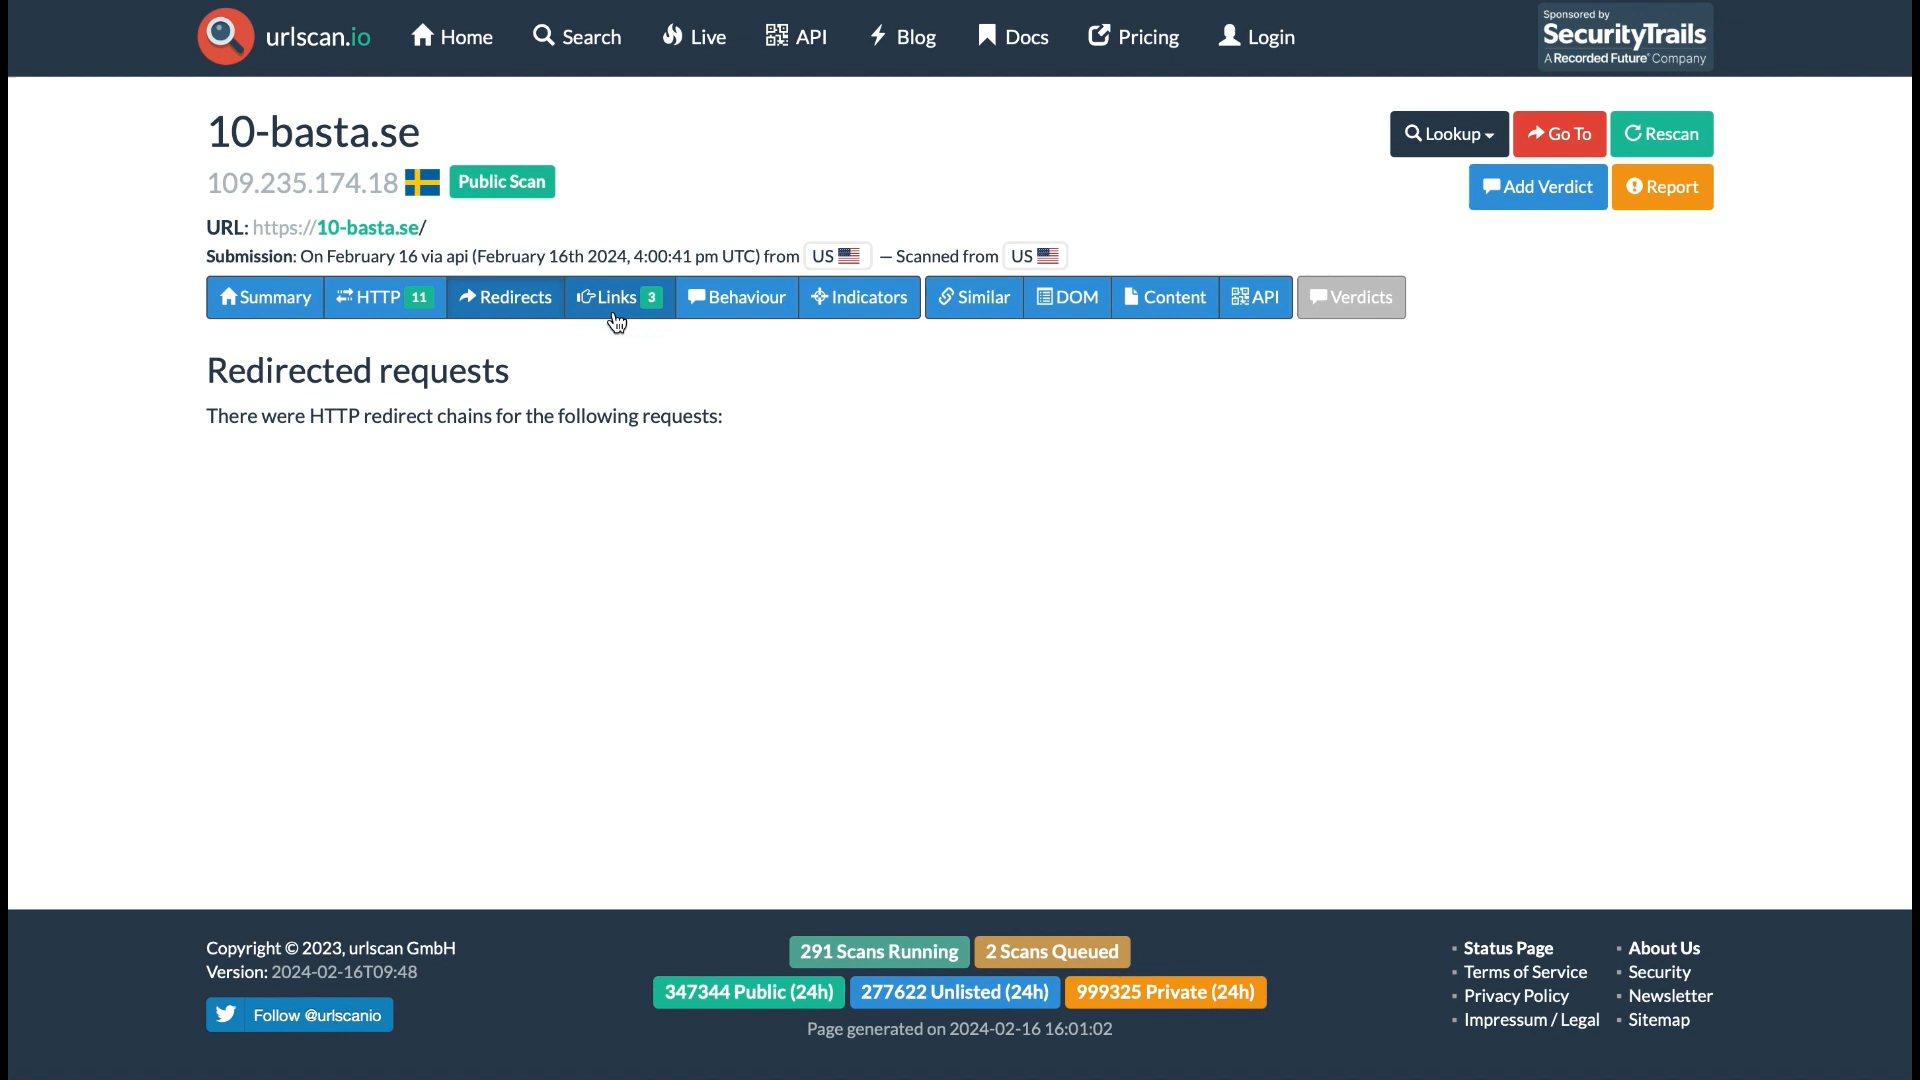 urlscan.io Home Search Live API Blog Docs Pricing Login
Sponsored by
SecurityTrails
A Recorded Future® Company
10-basta.se
Lookup Go To Rescan
109.235.174.18 Public Scan
Add Verdict Report
URL: https://10-basta.se/
Submission: On February 16 via api (February 16th 2024, 4:00:41 pm UTC) from US — Scanned from US
Summary HTTP 11 Redirects Links 3 Behaviour Indicators Similar DOM Content API Verdicts
Redirected requests
There were HTTP redirect chains for the following requests:
Copyright © 2023, urlscan GmbH
Version: 2024-02-16T09:48
Follow @urlscanio
291 Scans Running 2 Scans Queued
347344 Public (24h) 277622 Unlisted (24h) 999325 Private (24h)
Page generated on 2024-02-16 16:01:02
Status Page
Terms of Service
Privacy Policy
Impressum / Legal
About Us
Security
Newsletter
Sitemap